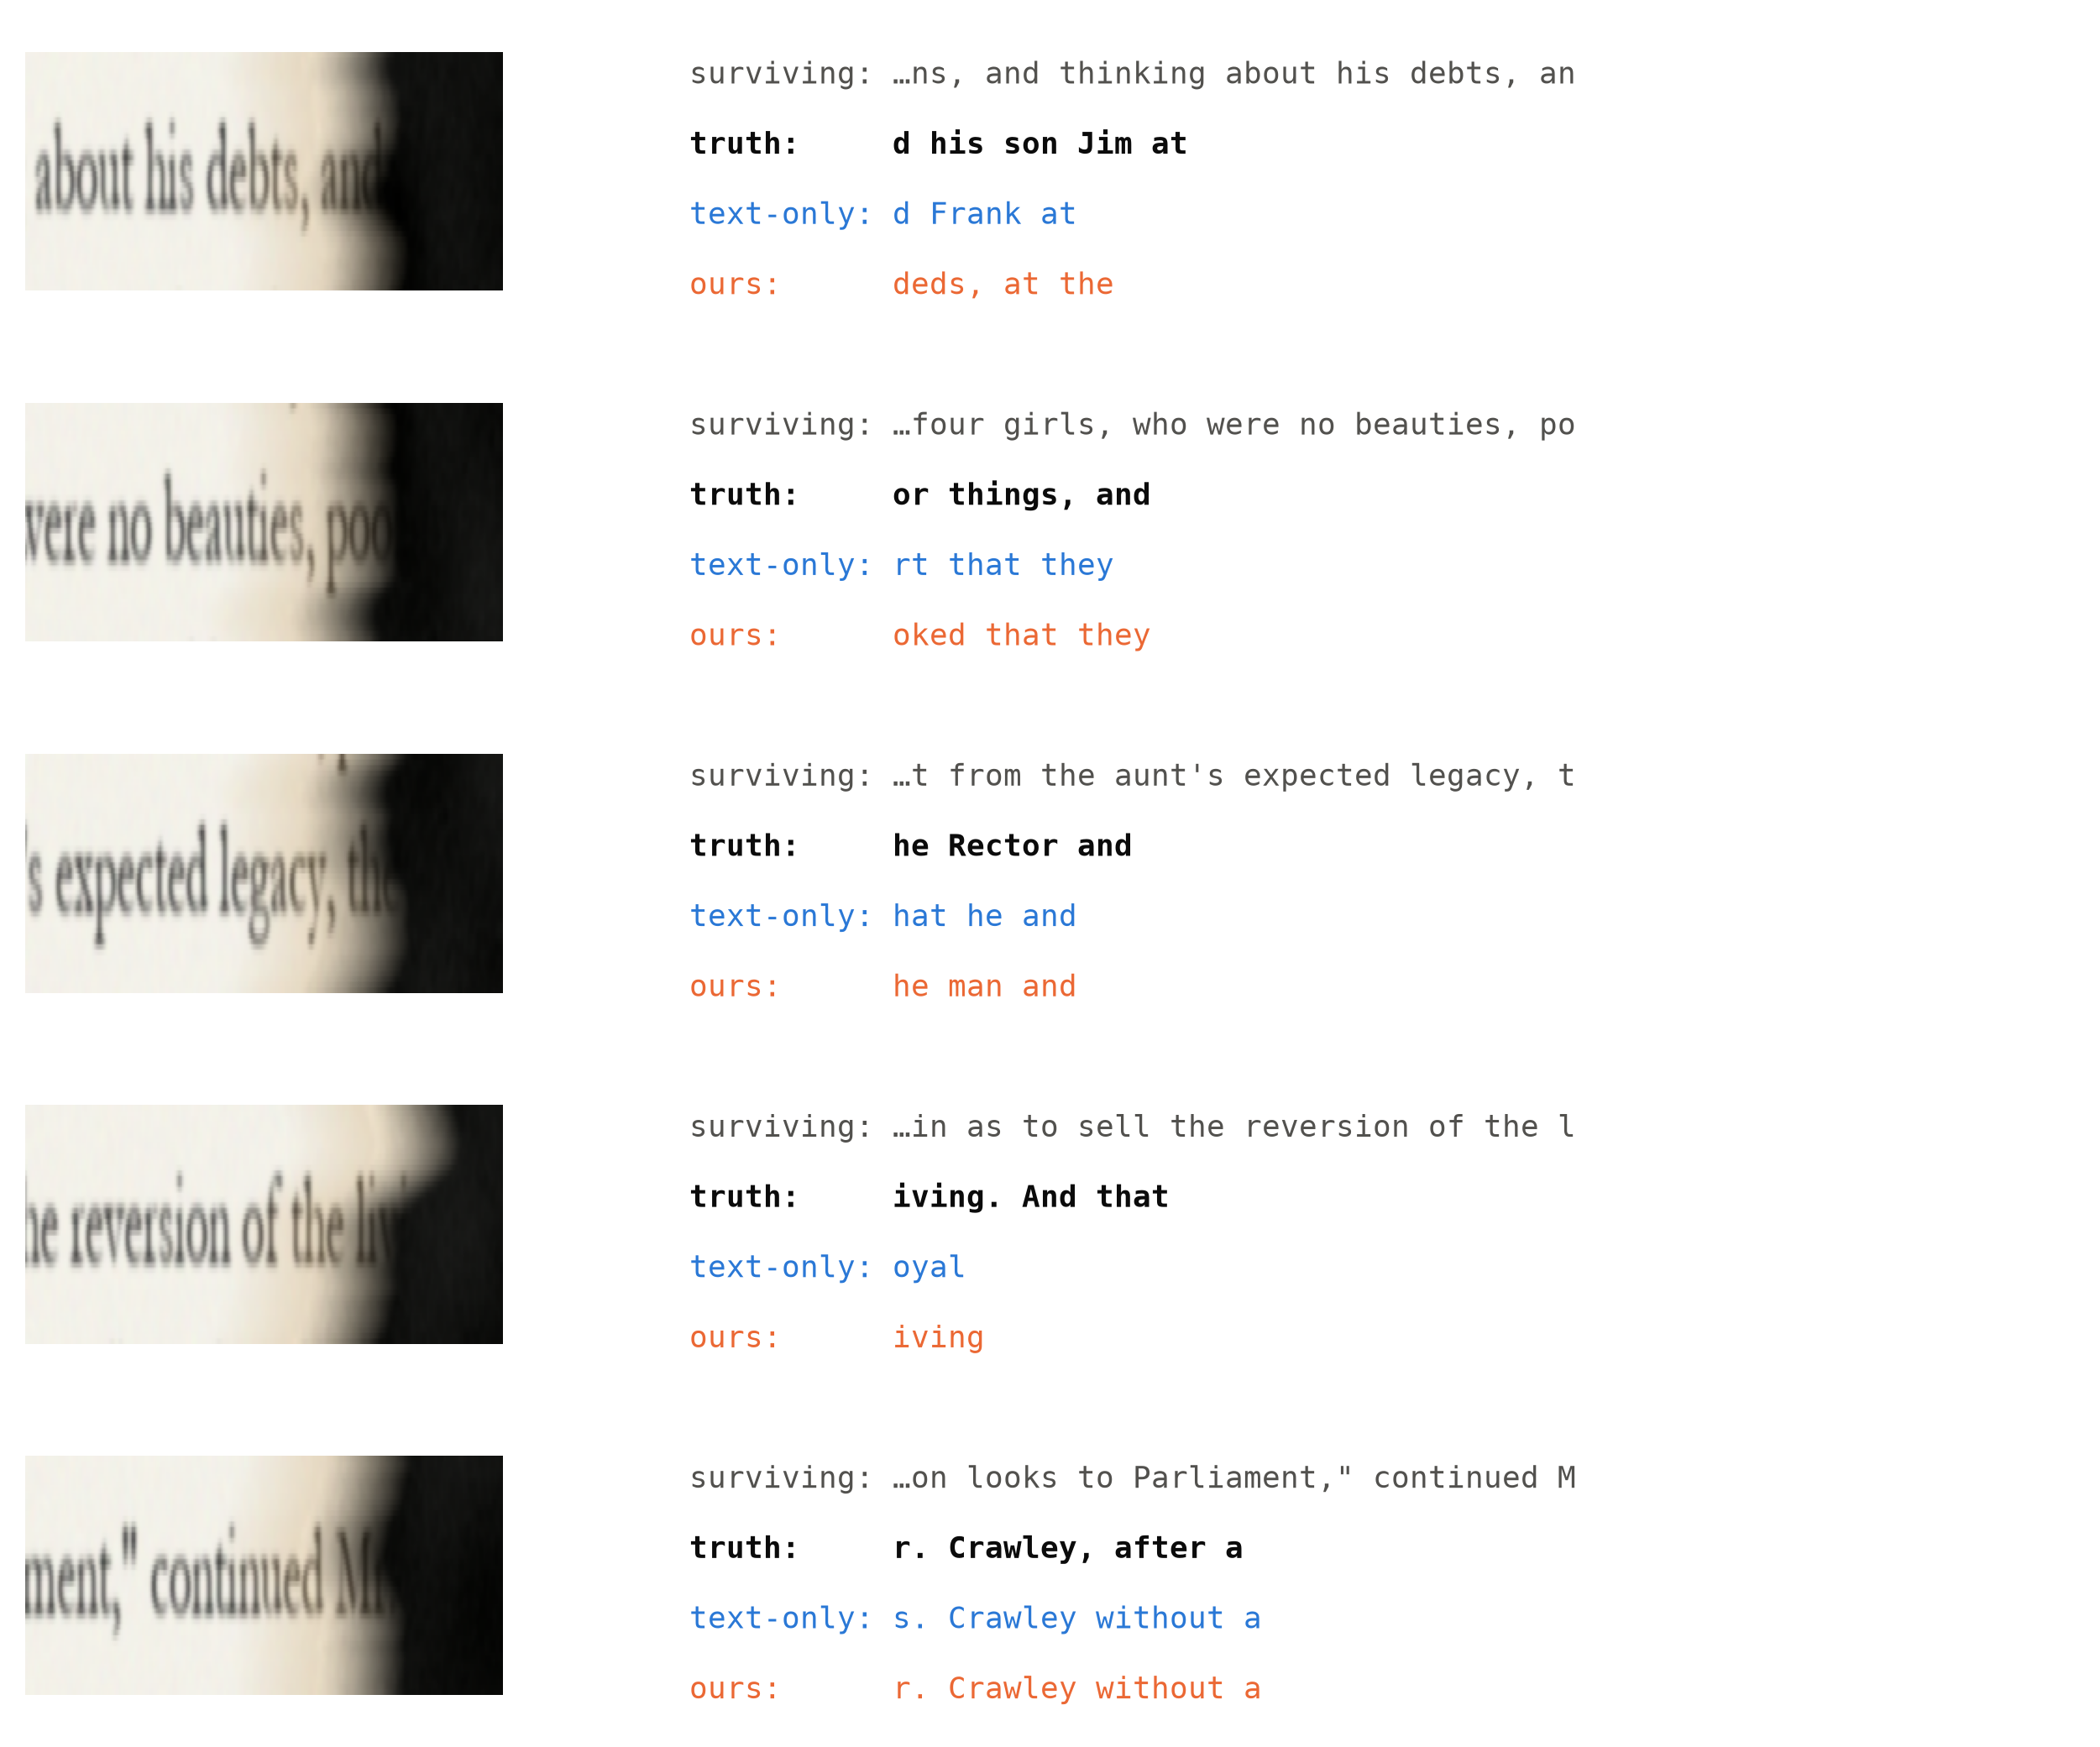 about his debts, and
surviving: …ns, and thinking about his debts, an
truth: d his son Jim at
text-only: d Frank at
ours: deds, at the
were no beauties, poo
surviving: …four girls, who were no beauties, po
truth: or things, and
text-only: rt that they
ours: oked that they
's expected legacy, the
surviving: …t from the aunt's expected legacy, t
truth: he Rector and
text-only: hat he and
ours: he man and
he reversion of the liv
surviving: …in as to sell the reversion of the l
truth: iving. And that
text-only: oyal
ours: iving
ment," continued Mr
surviving: …on looks to Parliament," continued M
truth: r. Crawley, after a
text-only: s. Crawley without a
ours: r. Crawley without a